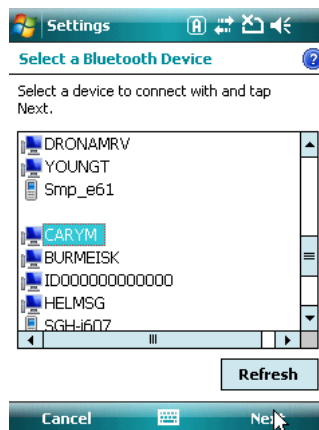 Settings
Select a Bluetooth Device
Select a device to connect with and tap
Next.
DRONAMRV
YOUNGT
Smp_e61
CARYM
BURMEISK
ID000000000000
HELMSG
SGH-i607
Refresh
Cancel
Next